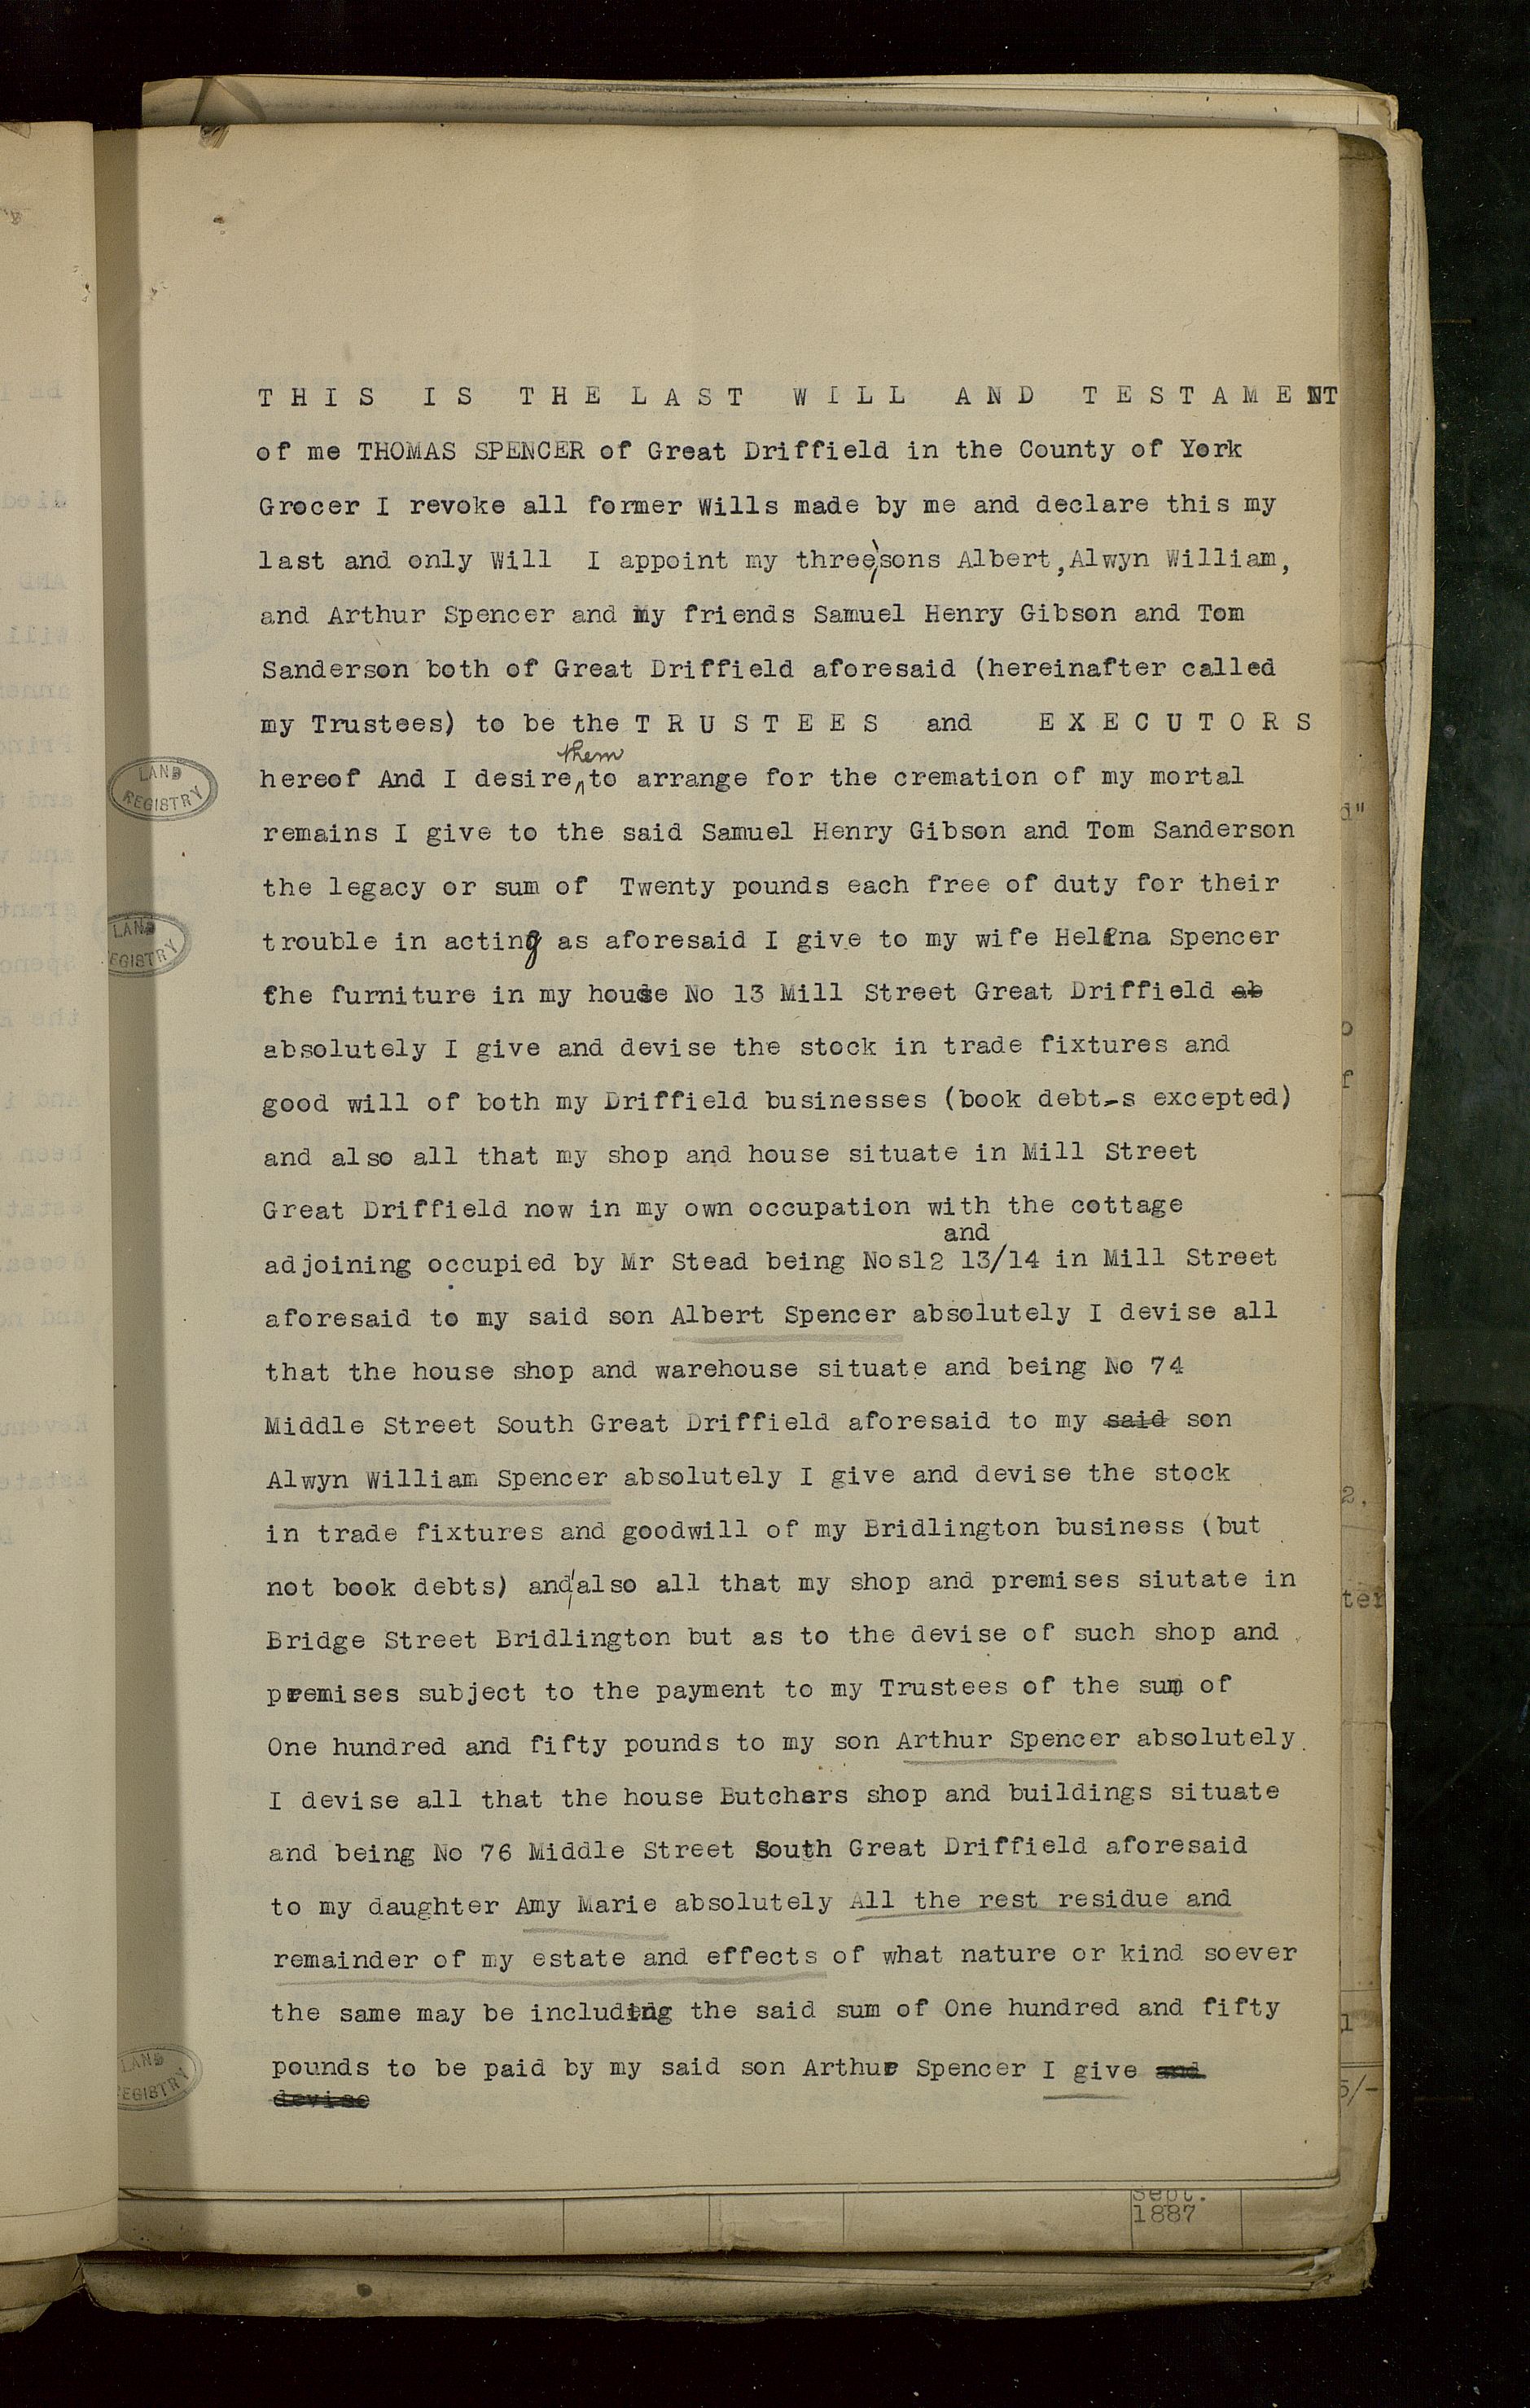 THIS IS THE LAST WILL AND TESTAMENT
of me THOMAS SPENCER of Great Driffield in the County of York
Grocer I revoke all former Wills made by me and declare this my
last and only Will I appoint my three sons Albert, Alwyn William,
and Arthur Spencer and my friends Samuel Henry Gibson and Tom
Sanderson both of Great Driffield aforesaid (hereinafter called
my Trustees) to be the TRUSTEES and EXECUTORS
them
hereof And I desire to arrange for the cremation of my mortal
remains I give to the said Samuel Henry Gibson and Tom Sanderson
the legacy or sum of Twenty pounds each free of duty for their
trouble in acting as aforesaid I give to my wife Helena Spencer
the furniture in my house No 13 Mill Street Great Driffield ab
absolutely I give and devise the stock in trade fixtures and
good will of both my Driffield businesses (book debt-s excepted)
and also all that my shop and house situate in Mill Street
Great Driffield now in my own occupation with the cottage
and
adjoining occupied by Mr Stead being Nos12 13/14 in Mill Street
aforesaid to my said son Albert Spencer absolutely I devise all
that the house shop and warehouse situate and being No 74
Middle Street South Great Driffield aforesaid to my said son
Alwyn William Spencer absolutely I give and devise the stock
in trade fixtures and goodwill of my Bridlington business (but
not book debts) and also all that my shop and premises siutate in
Bridge Street Bridlington but as to the devise of such shop and
premises subject to the payment to my Trustees of the sum of
One hundred and fifty pounds to my son Arthur Spencer absolutely.
I devise all that the house Butchers shop and buildings situate
and being No 76 Middle Street South Great Driffield aforesaid
to my daughter Amy Marie absolutely All the rest residue and
remainder of my estate and effects of what nature or kind soever
the same may be including the said sum of One hundred and fifty
pounds to be paid by my said son Arthur Spencer I give and
devise
LAND
REGISTRY
LAND
REGISTRY
LAND
REGISTRY
Sept.
1887